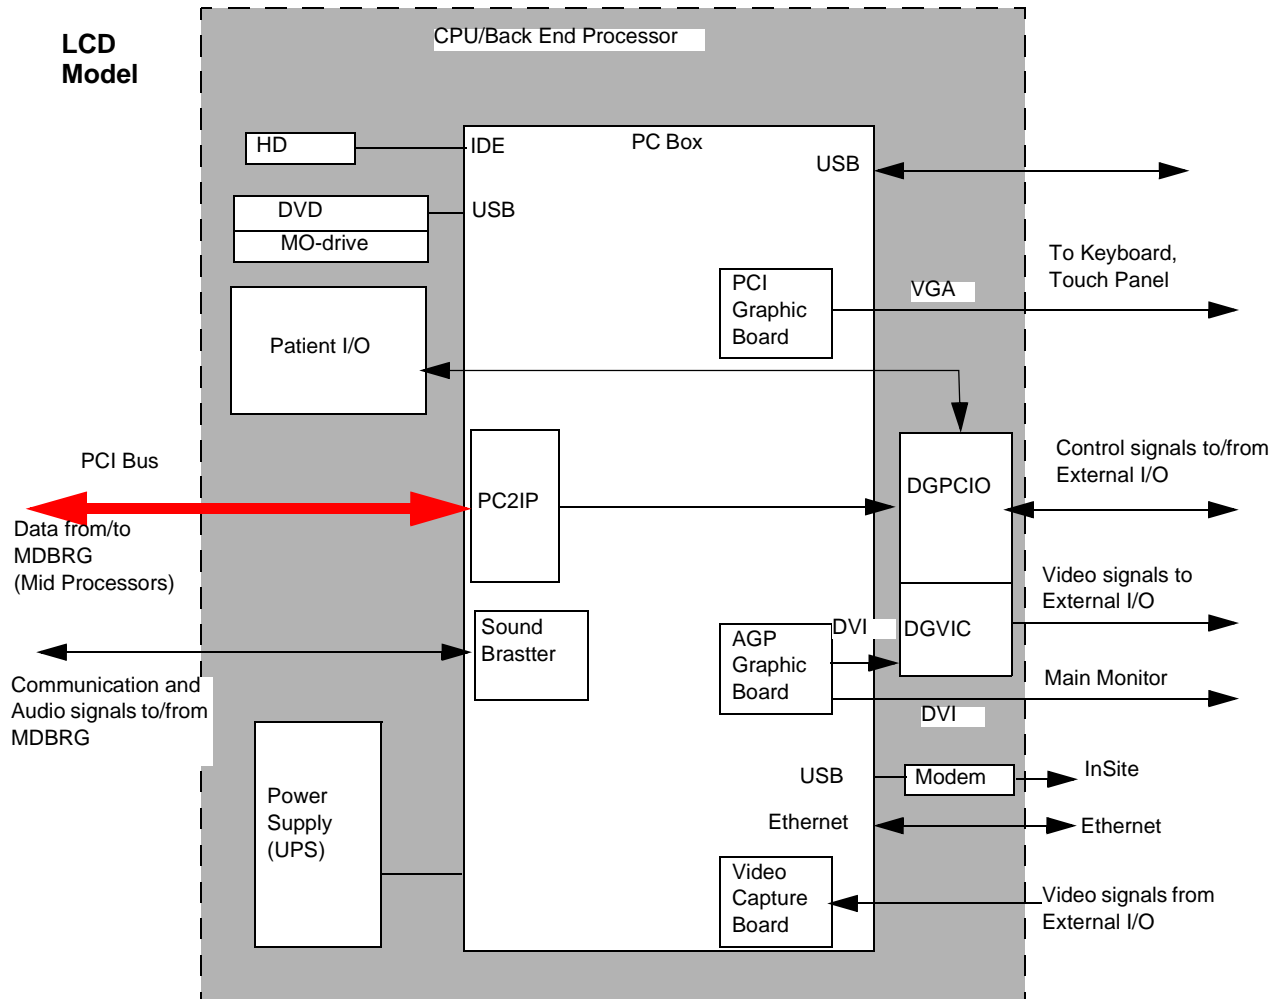 LCD
Model
CPU/Back End Processor
HD
IDE
PC Box
USB
DVD
USB
MO-drive
To Keyboard,
Touch Panel
PCI
Graphic
Board
VGA
Patient I/O
PCI Bus
Control signals to/from
External I/O
PC2IP
DGPCIO
Data from/to
MDBRG
(Mid Processors)
Video signals to
External I/O
Sound
Brastter
AGP
Graphic
Board
DVI
DGVIC
Communication and
Audio signals to/from
MDBRG
Main Monitor
DVI
Power
Supply
(UPS)
USB
Modem
InSite
Ethernet
Ethernet
Video
Capture
Board
Video signals from
External I/O